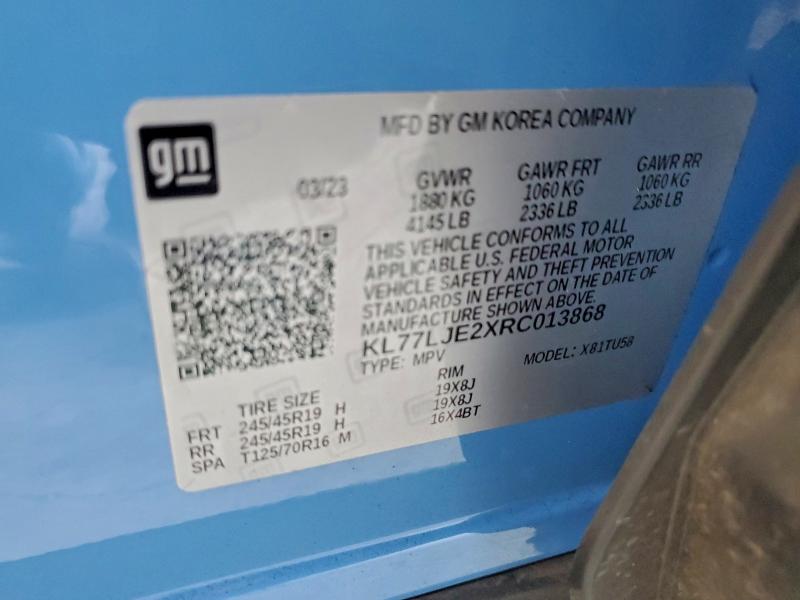 gm
MFD BY GM KOREA COMPANY
03/23
GVWR GAWR FRT GAWR RR
1880 KG 1060 KG 1060 KG
4145 LB 2336 LB 2336 LB
THIS VEHICLE CONFORMS TO ALL
APPLICABLE U.S. FEDERAL MOTOR
VEHICLE SAFETY AND THEFT PREVENTION
STANDARDS IN EFFECT ON THE DATE OF
MANUFACTURE SHOWN ABOVE.
KL77LJE2XRC013868
TYPE: MPV MODEL: X81TU58
TIRE SIZE RIM
FRT 245/45R19 H 19X8J
RR 245/45R19 H 19X8J
SPA T125/70R16 M 16X4BT